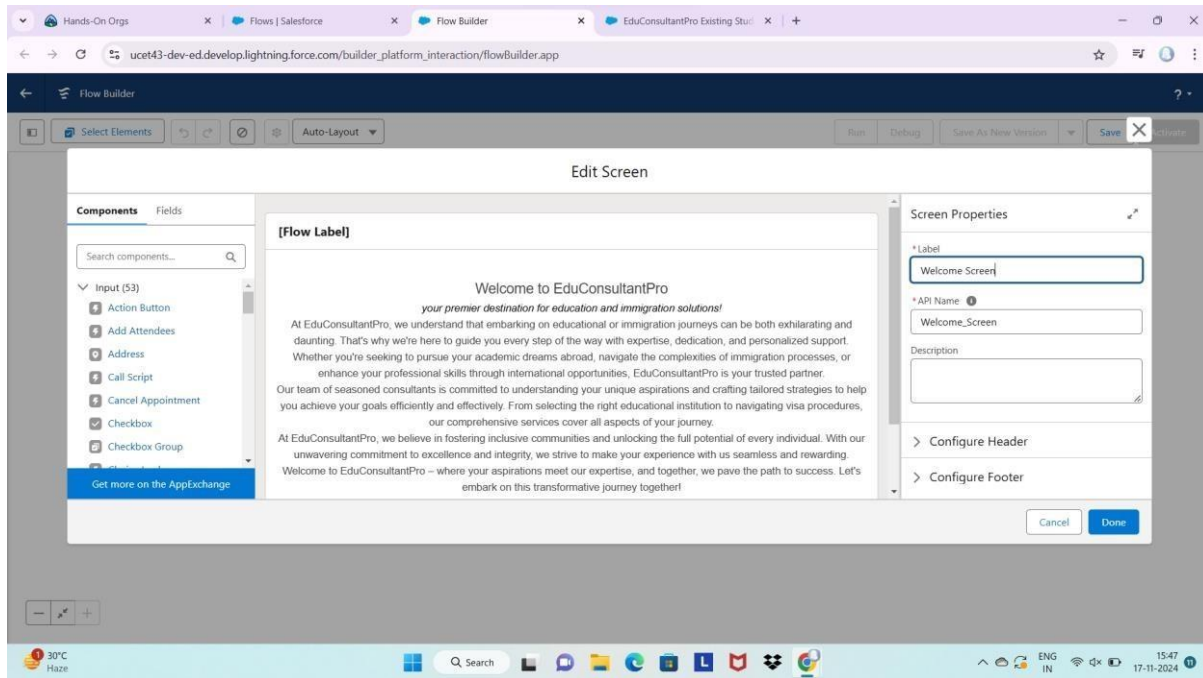 Hands-On Orgs
Flows | Salesforce
Flow Builder
EduConsultantPro Existing Stud
ucet43-dev-ed.develop.lightning.force.com/builder_platform_interaction/flowBuilder.app
Flow Builder
?
Select Elements
Auto-Layout
Run
Debug
Save As New Version
Save
Activate
Edit Screen
Components
Fields
Search components...
Input (53)
Action Button
Add Attendees
Address
Call Script
Cancel Appointment
Checkbox
Checkbox Group
Get more on the AppExchange
[Flow Label]
Welcome to EduConsultantPro
your premier destination for education and immigration solutions!
At EduConsultantPro, we understand that embarking on educational or immigration journeys can be both exhilarating and
daunting. That's why we're here to guide you every step of the way with expertise, dedication, and personalized support.
Whether you're seeking to pursue your academic dreams abroad, navigate the complexities of immigration processes, or
enhance your professional skills through international opportunities, EduConsultantPro is your trusted partner.
Our team of seasoned consultants is committed to understanding your unique aspirations and crafting tailored strategies to help
you achieve your goals efficiently and effectively. From selecting the right educational institution to navigating visa procedures,
our comprehensive services cover all aspects of your journey.
At EduConsultantPro, we believe in fostering inclusive communities and unlocking the full potential of every individual. With our
unwavering commitment to excellence and integrity, we strive to make your experience with us seamless and rewarding.
Welcome to EduConsultantPro – where your aspirations meet our expertise, and together, we pave the path to success. Let's
embark on this transformative journey together!
Screen Properties
* Label
Welcome Screen
* API Name
Welcome_Screen
Description
Configure Header
Configure Footer
Cancel
Done
1
30°C
Haze
Search
ENG
IN
15:47
17-11-2024